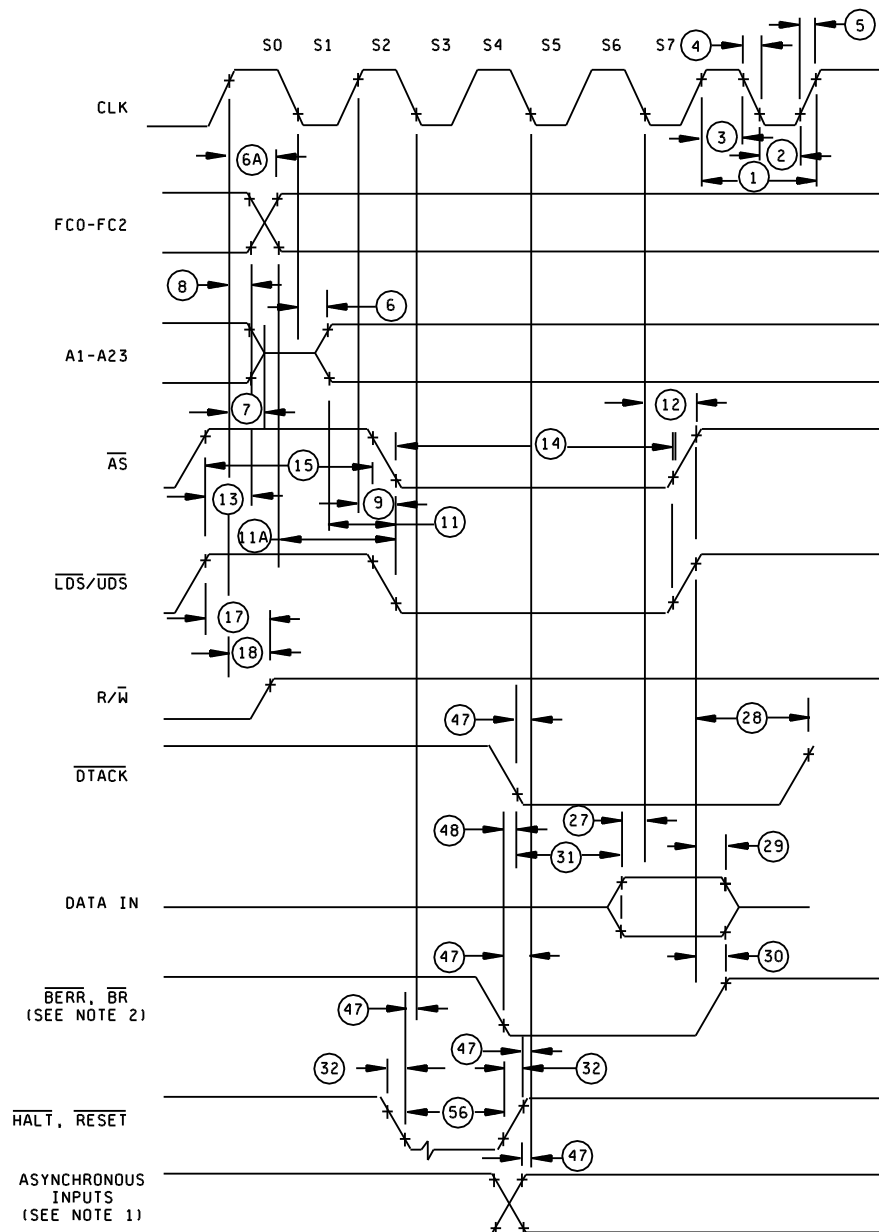 S0 S1 S2 S3 S4 S5 S6 S7
4
5
CLK
3
2
1
6A
FC0-FC2
8
6
A1-A23
7
12
AS
14
15
13
9
11
11A
LDS/UDS
17
18
R/W
47
28
DTACK
48
27
31
29
DATA IN
47
30
BERR, BR
(SEE NOTE 2)
47
47
32
32
56
HALT, RESET
47
ASYNCHRONOUS
INPUTS
(SEE NOTE 1)